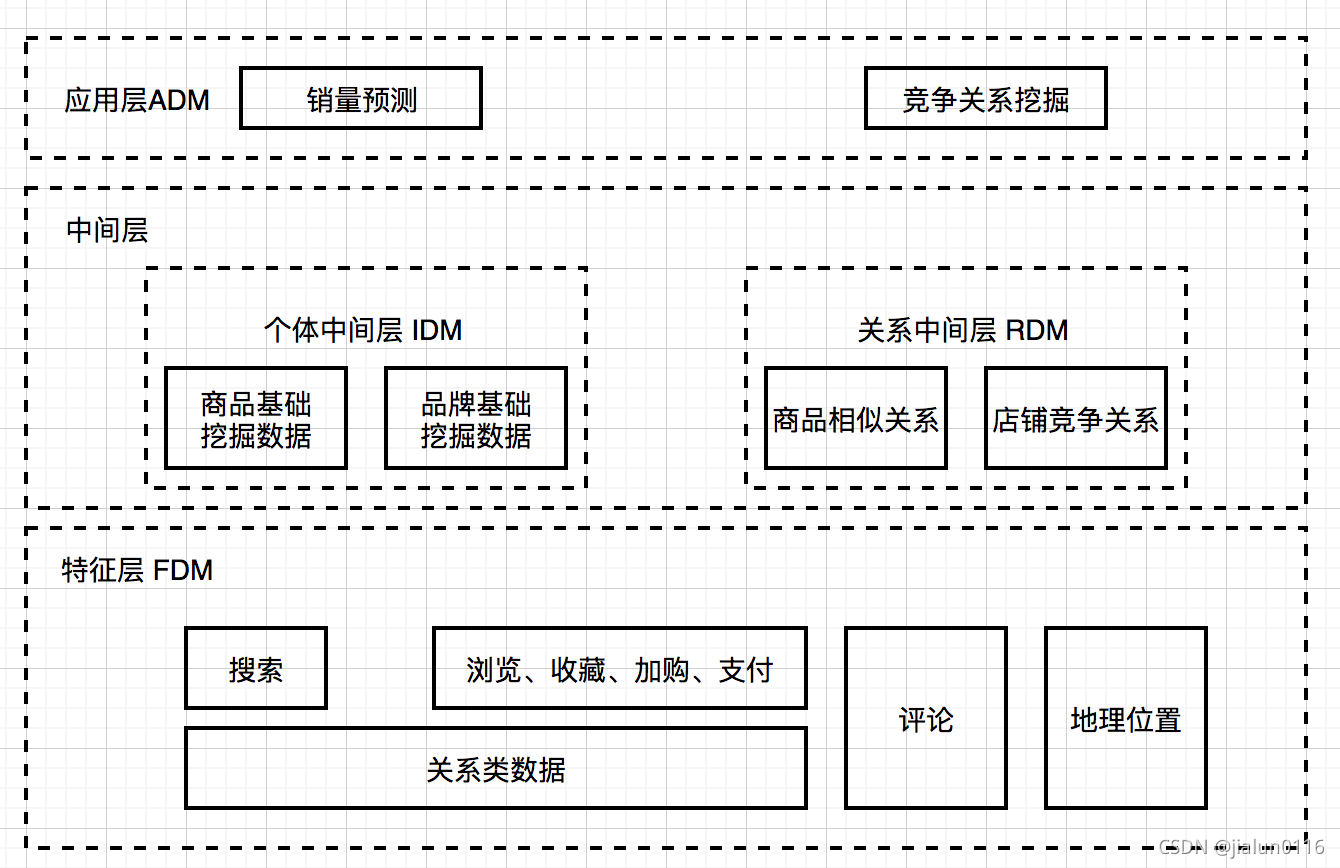 应用层ADM
销量预测
竞争关系挖掘
中间层
个体中间层 IDM
商品基础
挖掘数据
品牌基础
挖掘数据
关系中间层 RDM
商品相似关系
店铺竞争关系
特征层 FDM
搜索
浏览、收藏、加购、支付
关系类数据
评论
地理位置
CSDN @jialun0116